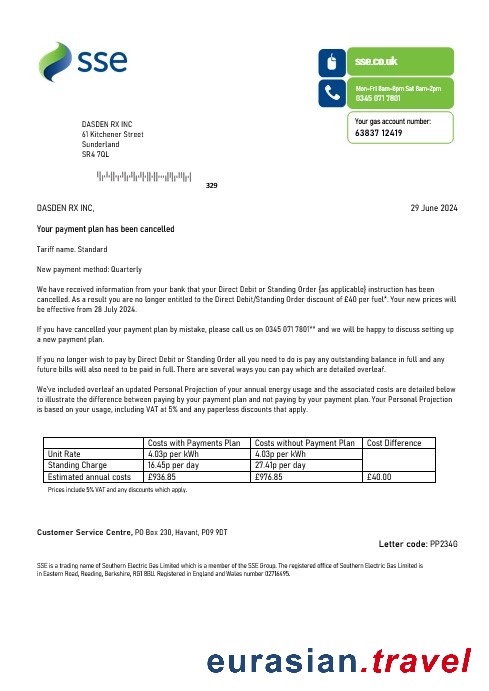 sse
sse.co.uk
Mon-Fri 8am-8pm Sat 8am-2pm
0345 071 7801
Your gas account number:
63837 12419
DASDEN RX INC
61 Kitchener Street
Sunderland
SR4 7QL
329
DASDEN RX INC,
29 June 2024
Your payment plan has been cancelled
Tariff name. Standard
New payment method: Quarterly
We have received information from your bank that your Direct Debit or Standing Order {as applicable} instruction has been
cancelled. As a result you are no longer entitled to the Direct Debit/Standing Order discount of £40 per fuel*. Your new prices will
be effective from 28 July 2024.
If you have cancelled your payment plan by mistake, please call us on 0345 071 7801** and we will be happy to discuss setting up
a new payment plan.
If you no longer wish to pay by Direct Debit or Standing Order all you need to do is pay any outstanding balance in full and any
future bills will also need to be paid in full. There are several ways you can pay which are detailed overleaf.
We've included overleaf an updated Personal Projection of your annual energy usage and the associated costs are detailed below
to illustrate the difference between paying by your payment plan and not paying by your payment plan. Your Personal Projection
is based on your usage, including VAT at 5% and any paperless discounts that apply.
Costs with Payments Plan Costs without Payment Plan Cost Difference
Unit Rate 4.03p per kWh 4.03p per kWh
Standing Charge 16.45p per day 27.41p per day
Estimated annual costs £936.85 £976.85 £40.00
Prices include 5% VAT and any discounts which apply.
Customer Service Centre, PO Box 230, Havant, P09 9DT
Letter code: PP234G
SSE is a trading name of Southern Electric Gas Limited which is a member of the SSE Group. The registered office of Southern Electric Gas Limited is
in Eastern Road, Reading, Berkshire, RG1 8BU. Registered in England and Wales number 02716495.
eurasian.travel